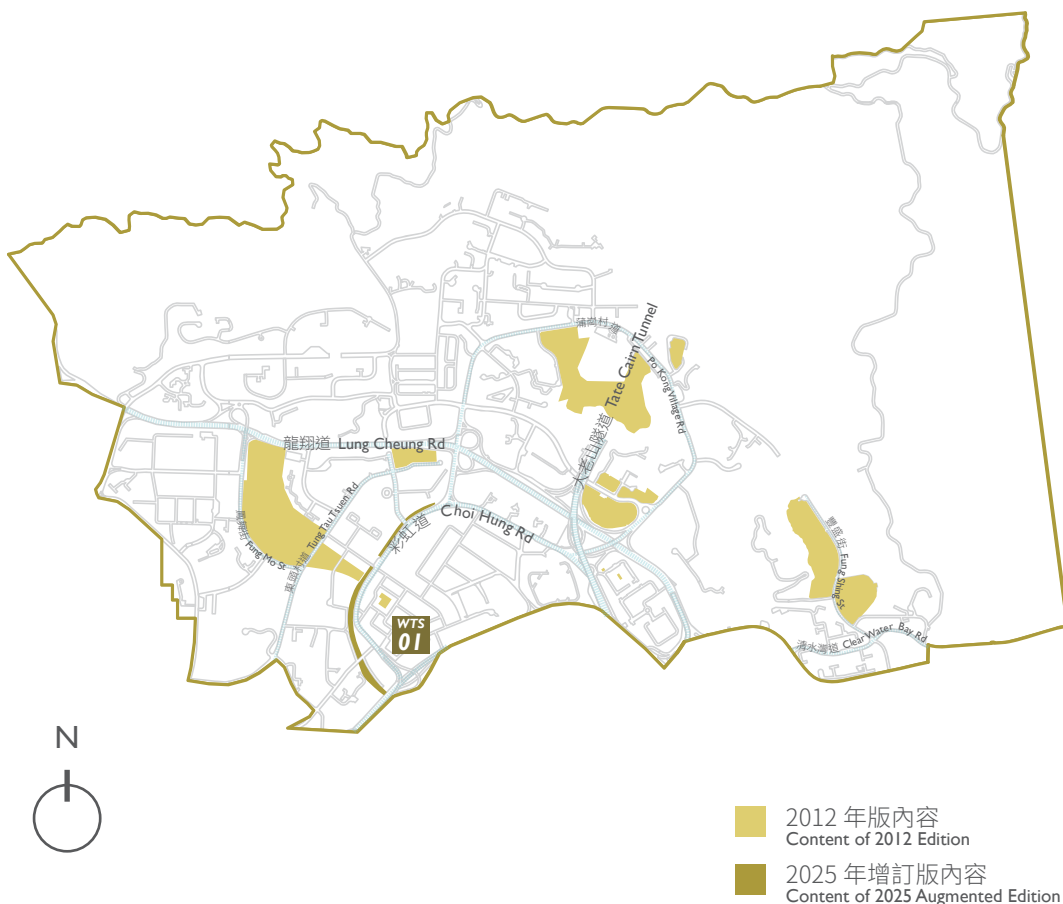 蒲崗村道
Tate Cairn Tunnel
大老山隧道
Po Kong Village Rd
龍翔道 Lung Cheung Rd
彩虹道
Choi Hung Rd
鳳舞街 Fung Mo St
東頭村道 Tung Tau Tsuen Rd
豐盛街 Fung Shing St
WTS
01
清水灣道 Clear Water Bay Rd
N
2012 年版內容
Content of 2012 Edition
2025 年增訂版內容
Content of 2025 Augmented Edition